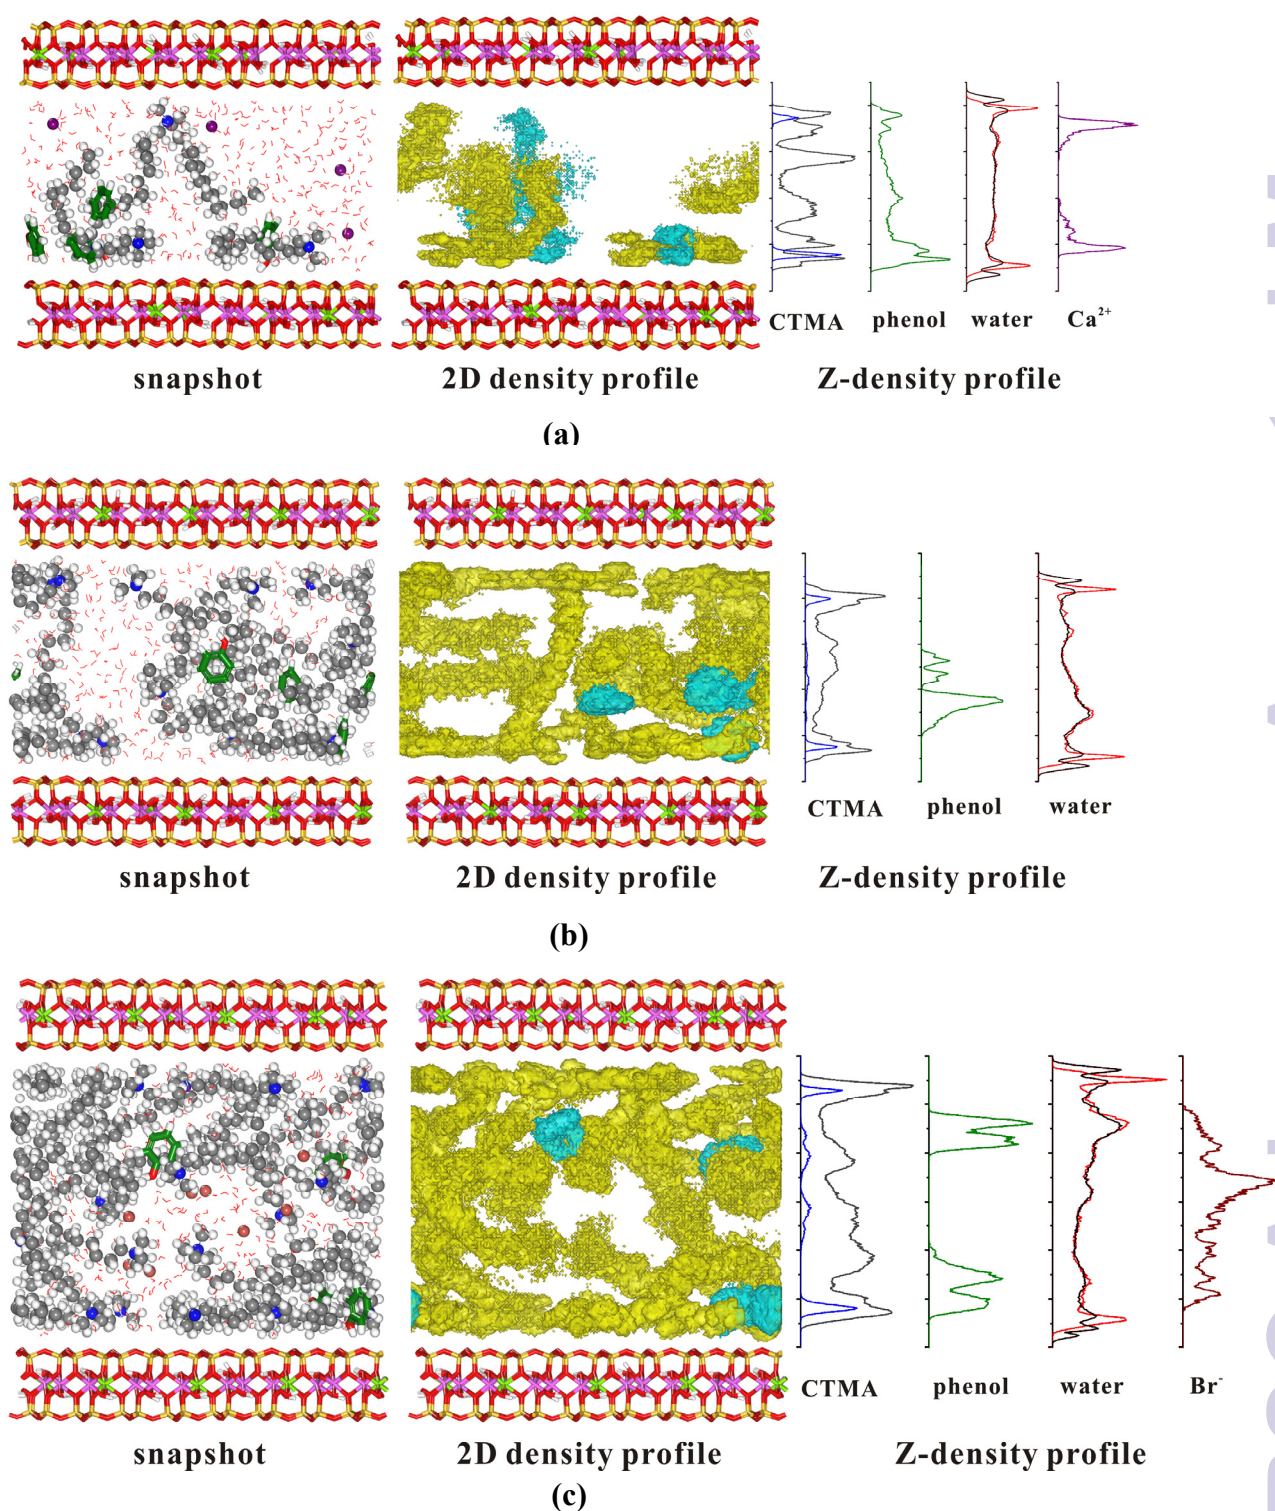 CTMA phenol water Ca²⁺
snapshot 2D density profile Z-density profile
(a)
CTMA phenol water
snapshot 2D density profile Z-density profile
(b)
CTMA phenol water Br⁻
snapshot 2D density profile Z-density profile
(c)